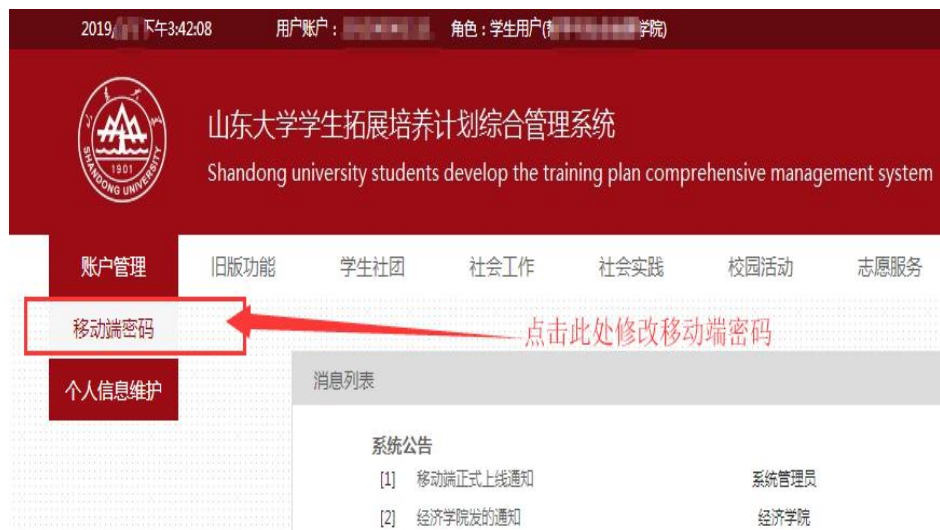 2019/ 下午3:42:08 用户账户： 角色：学生用户( 学院)
山东大学学生拓展培养计划综合管理系统
Shandong university students develop the training plan comprehensive management system
SHANDONG UNIVERSITY
1901
账户管理 旧版功能 学生社团 社会工作 社会实践 校园活动 志愿服务
移动端密码
点击此处修改移动端密码
个人信息维护
消息列表
系统公告
[1] 移动端正式上线通知 系统管理员
[2] 经济学院发的通知 经济学院